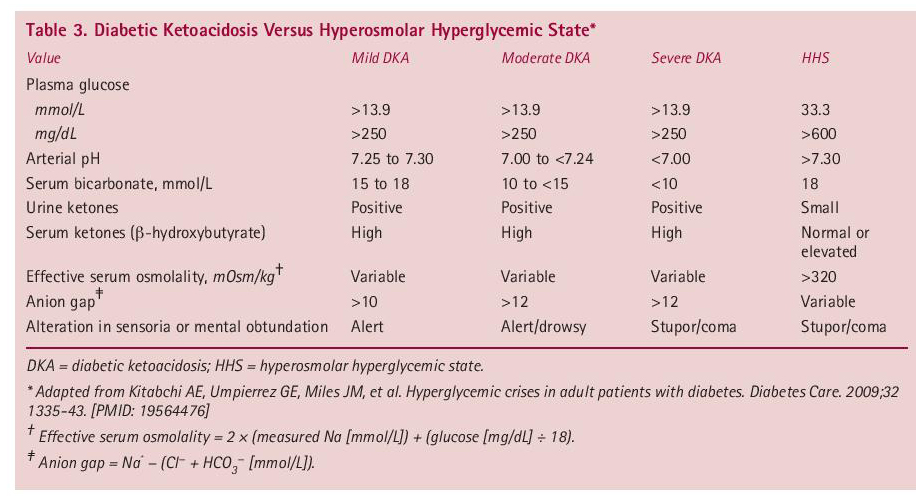 Table 3. Diabetic Ketoacidosis Versus Hyperosmolar Hyperglycemic State*
Value Mild DKA Moderate DKA Severe DKA HHS
Plasma glucose
mmol/L >13.9 >13.9 >13.9 33.3
mg/dL >250 >250 >250 >600
Arterial pH 7.25 to 7.30 7.00 to <7.24 <7.00 >7.30
Serum bicarbonate, mmol/L 15 to 18 10 to <15 <10 18
Urine ketones Positive Positive Positive Small
Serum ketones (β-hydroxybutyrate) High High High Normal or
elevated
Effective serum osmolality, mOsm/kg† Variable Variable Variable >320
Anion gap‡ >10 >12 >12 Variable
Alteration in sensoria or mental obtundation Alert Alert/drowsy Stupor/coma Stupor/coma
DKA = diabetic ketoacidosis; HHS = hyperosmolar hyperglycemic state.
* Adapted from Kitabchi AE, Umpierrez GE, Miles JM, et al. Hyperglycemic crises in adult patients with diabetes. Diabetes Care. 2009;32
1335-43. [PMID: 19564476]
† Effective serum osmolality = 2 × (measured Na [mmol/L]) + (glucose [mg/dL] ÷ 18).
‡ Anion gap = Na⁻ – (Cl⁻ + HCO₃⁻ [mmol/L]).